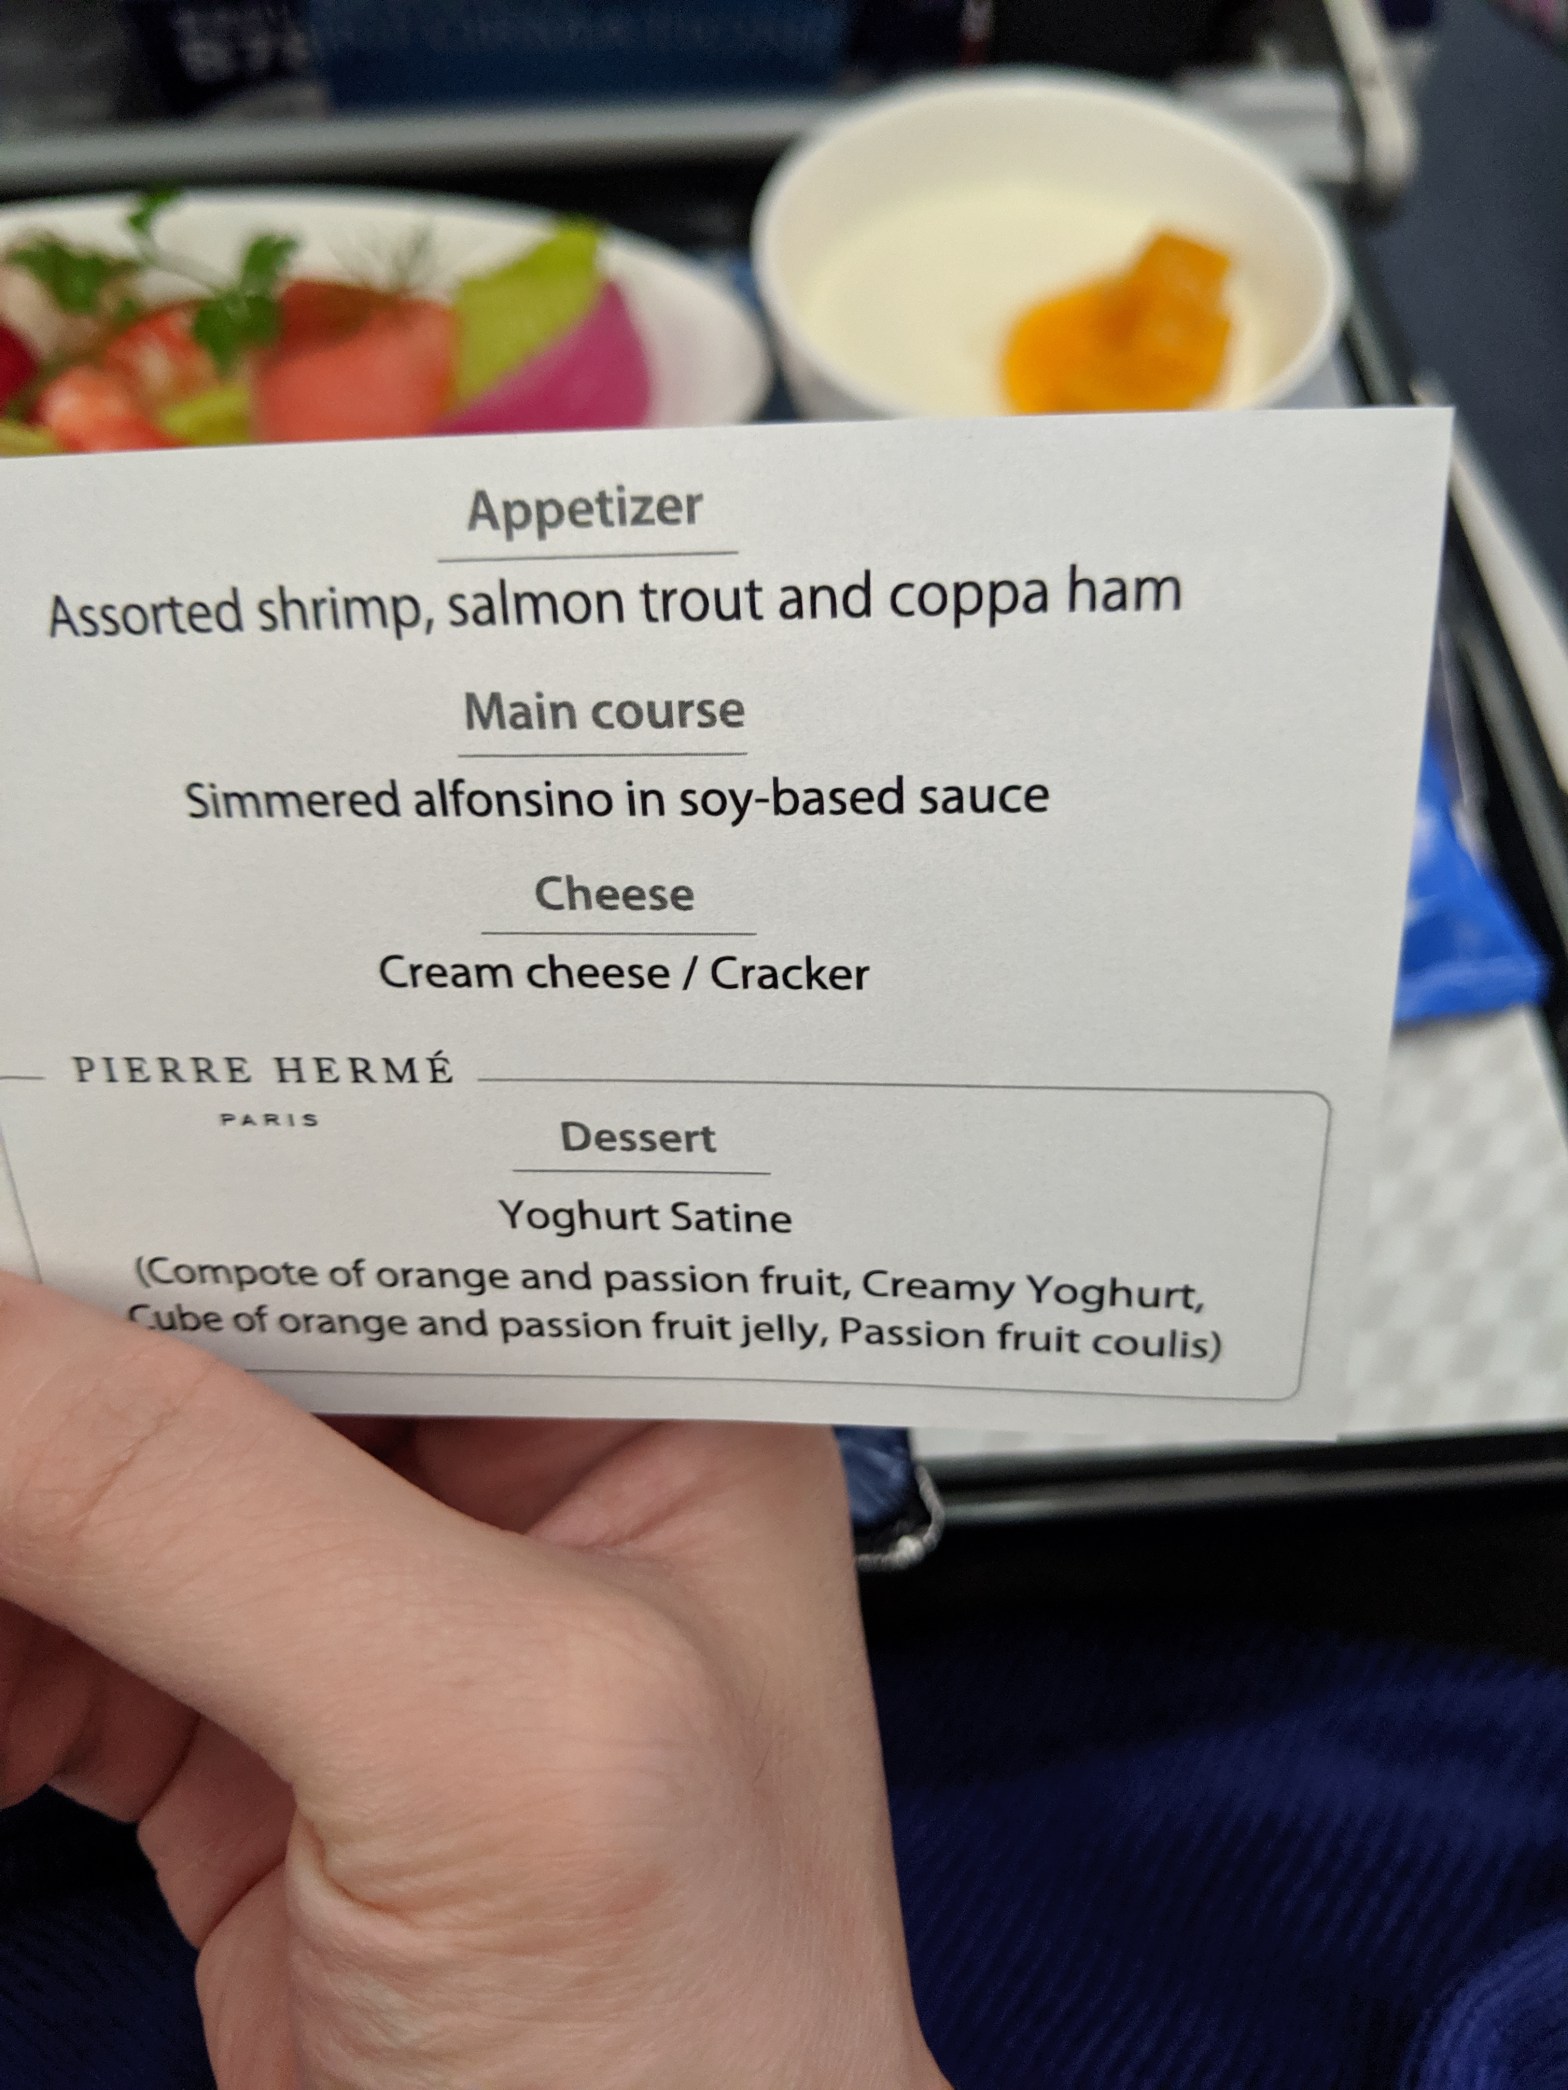 Appetizer
Assorted shrimp, salmon trout and coppa ham
Main course
Simmered alfonsino in soy-based sauce
Cheese
Cream cheese / Cracker
PIERRE HERMÉ
PARIS
Dessert
Yoghurt Satine
(Compote of orange and passion fruit, Creamy Yoghurt,
Cube of orange and passion fruit jelly, Passion fruit coulis)